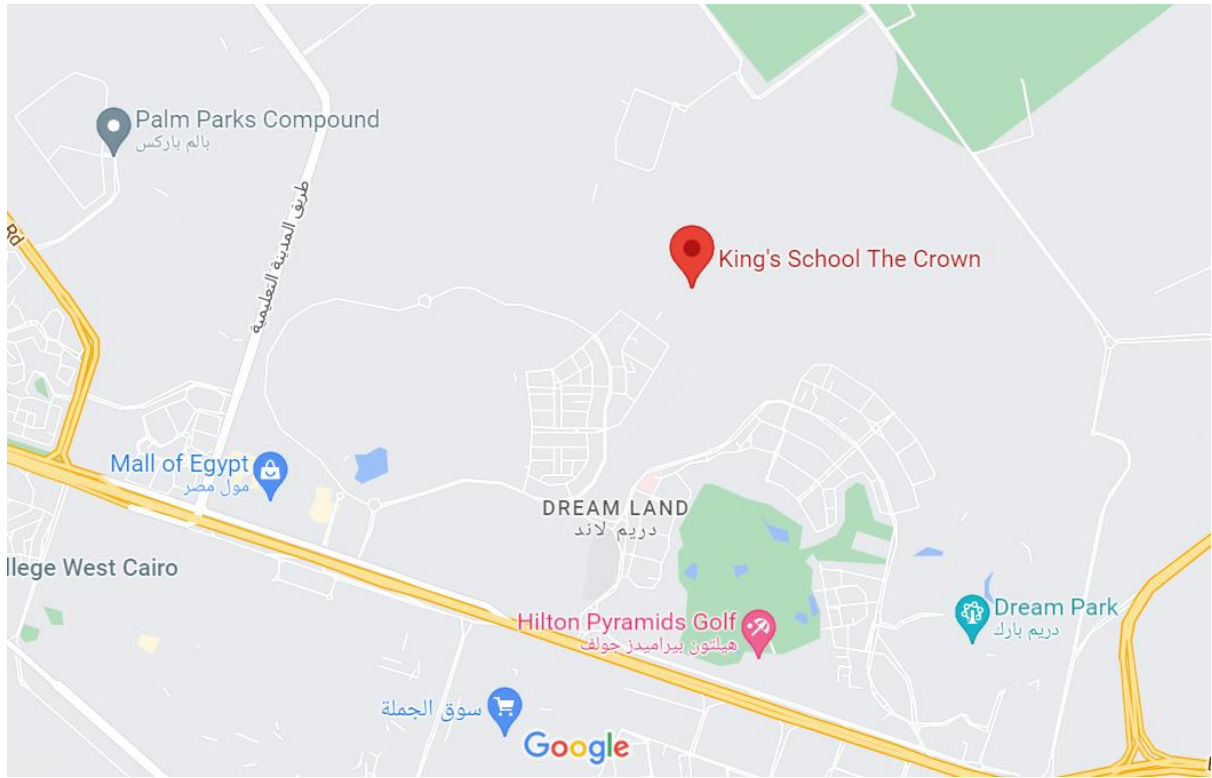 Palm Parks Compound
بالم باركس
Rd
طريق المدينة التعليمية
King's School The Crown
Mall of Egypt
مول مصر
DREAM LAND
دريم لاند
llege West Cairo
Dream Park
دريم بارك
Hilton Pyramids Golf
هيلتون بيراميدز جولف
سوق الجملة
Google